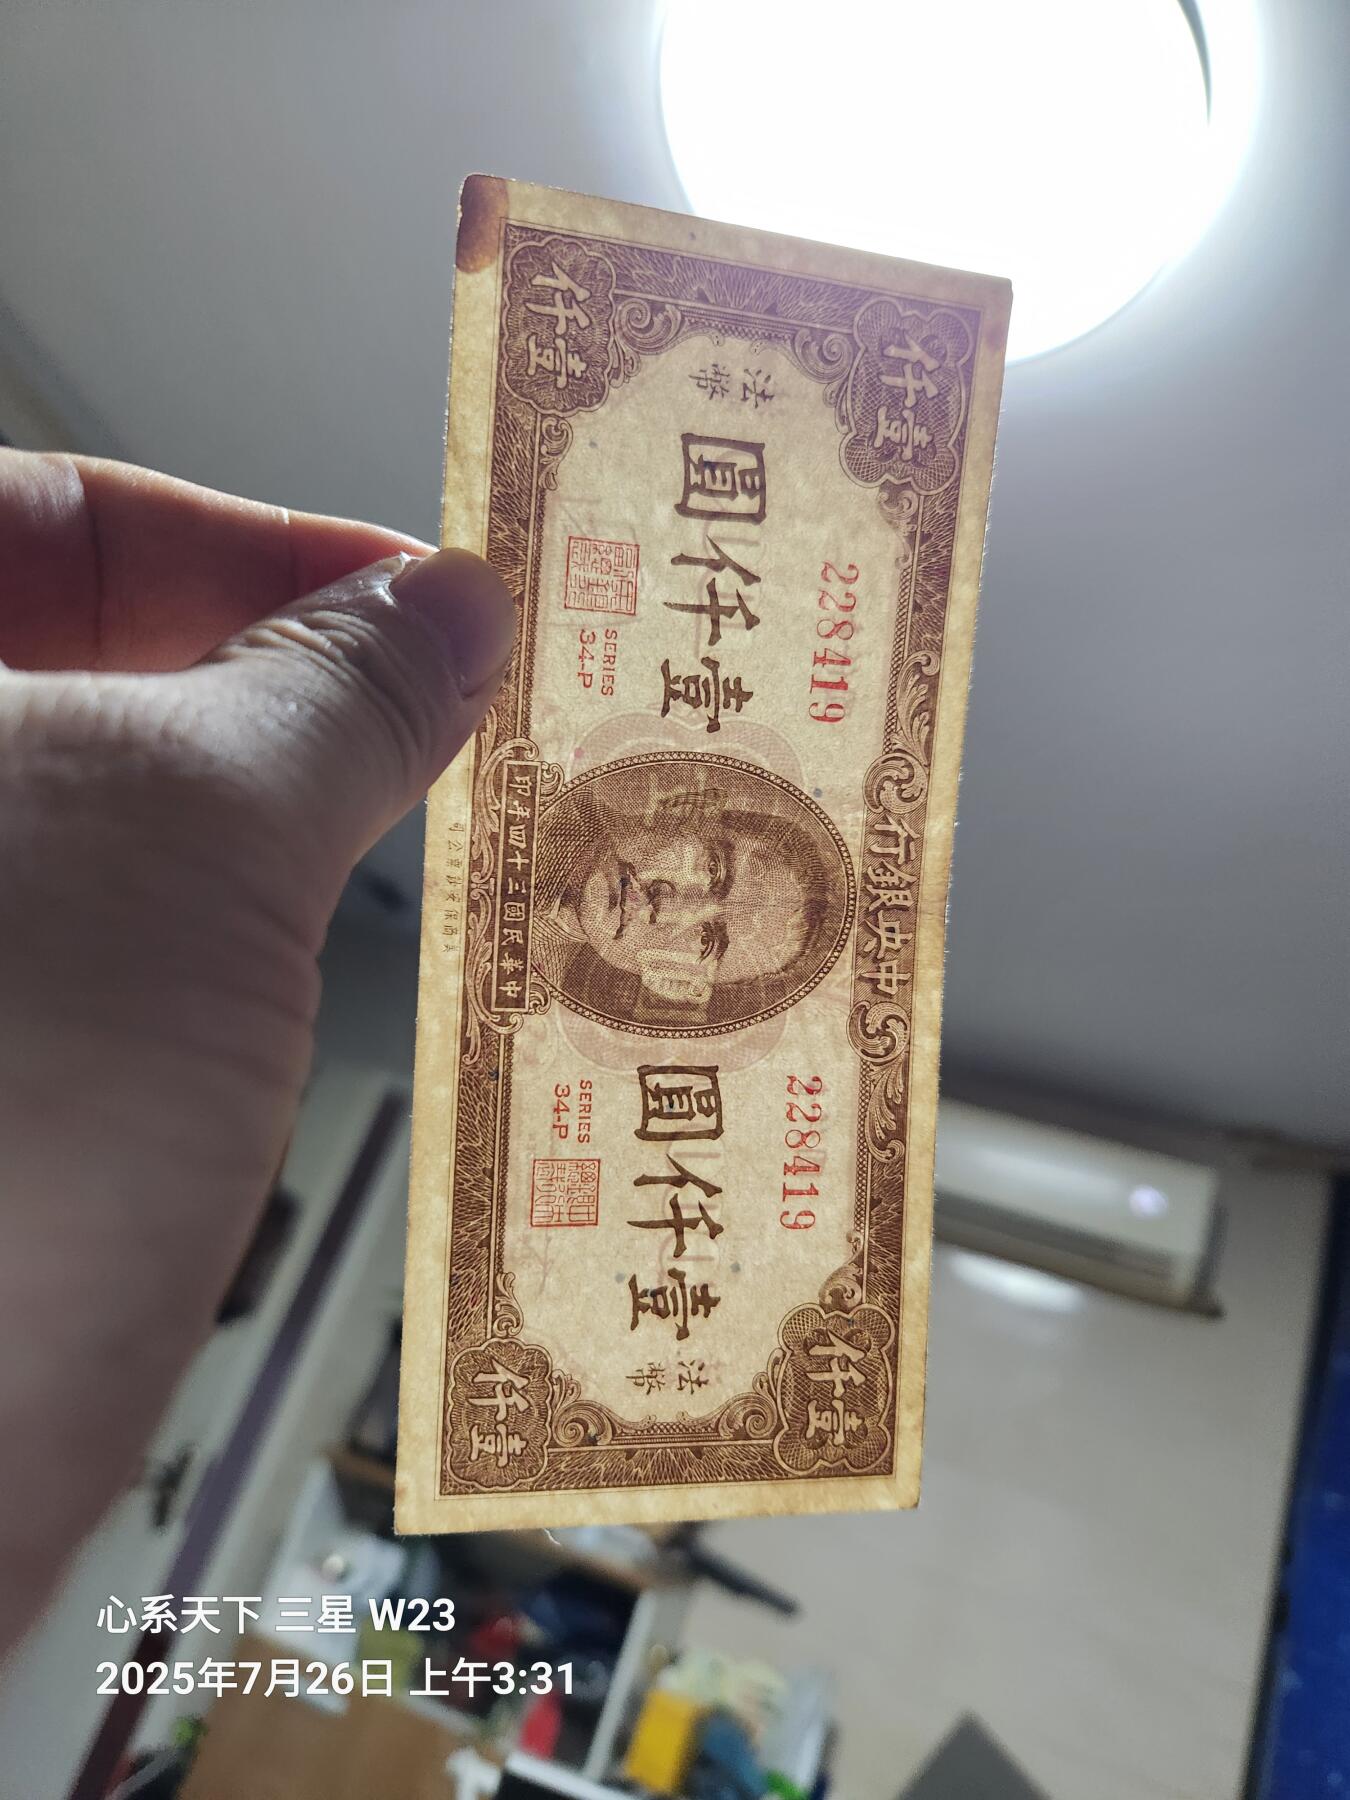 中央銀行
228419
228419
壹仟
壹仟
法幣
法幣
壹仟圓
壹仟圓
SERIES
34-P
SERIES
34-P
壹仟
壹仟
中華民國三十四年印
心系天下 三星 W23
2025年7月26日 上午3:31